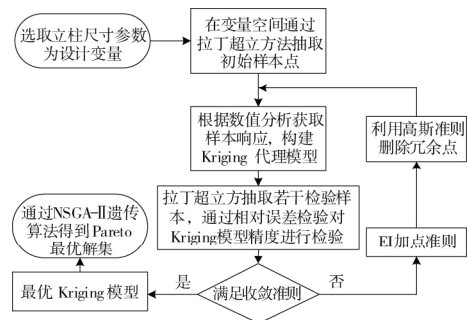 选取立柱尺寸参数
为设计变量
在变量空间通过
拉丁超立方法抽取
初始样本点
根据数值分析获取
样本响应，构建
Kriging 代理模型
利用高斯准则
删除冗余点
拉丁超立方抽取若干检验样
本，通过相对误差检验对
Kriging模型精度进行检验
通过NSGA-Ⅱ遗传
算法得到Pareto
最优解集
EI加点准则
是
满足收敛准则
否
最优 Kriging 模型